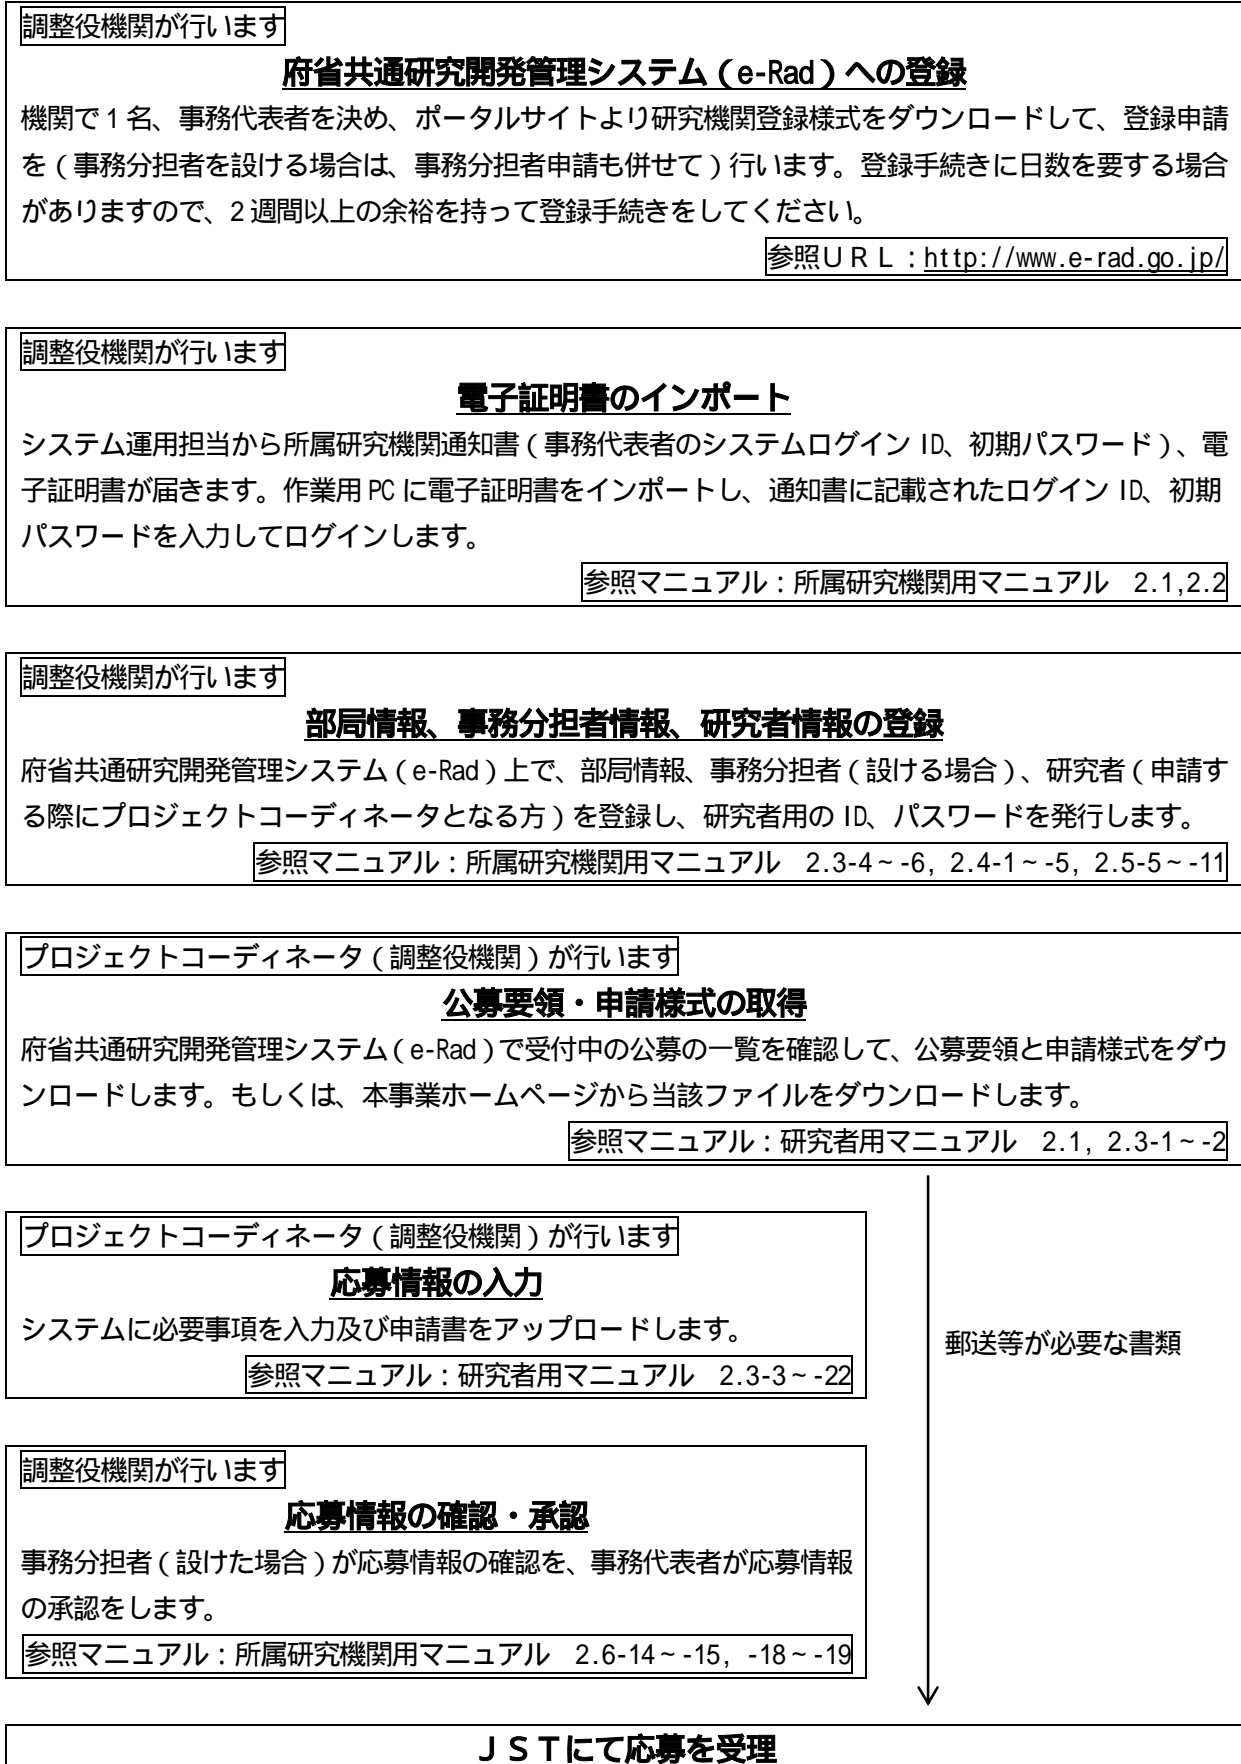 調整役機関が行います
府省共通研究開発管理システム(e-Rad)への登録
機関で1名、事務代表者を決め、ポータルサイトより研究機関登録様式をダウンロードして、登録申請
を(事務分担者を設ける場合は、事務分担者申請も併せて)行います。登録手続きに日数を要する場合
がありますので、2週間以上の余裕を持って登録手続きをしてください。
参照URL:http://www.e-rad.go.jp/
調整役機関が行います
電子証明書のインポート
システム運用担当から所属研究機関通知書(事務代表者のシステムログインID、初期パスワード)、電
子証明書が届きます。作業用PCに電子証明書をインポートし、通知書に記載されたログインID、初期
パスワードを入力してログインします。
参照マニュアル:所属研究機関用マニュアル 2.1,2.2
調整役機関が行います
部局情報、事務分担者情報、研究者情報の登録
府省共通研究開発管理システム(e-Rad)上で、部局情報、事務分担者(設ける場合)、研究者(申請す
る際にプロジェクトコーディネータとなる方)を登録し、研究者用のID、パスワードを発行します。
参照マニュアル:所属研究機関用マニュアル 2.3-4~-6, 2.4-1~-5, 2.5-5~-11
プロジェクトコーディネータ(調整役機関)が行います
公募要領・申請様式の取得
府省共通研究開発管理システム(e-Rad)で受付中の公募の一覧を確認して、公募要領と申請様式をダウ
ンロードします。もしくは、本事業ホームページから当該ファイルをダウンロードします。
参照マニュアル:研究者用マニュアル 2.1, 2.3-1~-2
プロジェクトコーディネータ(調整役機関)が行います
応募情報の入力
システムに必要事項を入力及び申請書をアップロードします。
参照マニュアル:研究者用マニュアル 2.3-3~-22
郵送等が必要な書類
調整役機関が行います
応募情報の確認・承認
事務分担者(設けた場合)が応募情報の確認を、事務代表者が応募情報
の承認をします。
参照マニュアル:所属研究機関用マニュアル 2.6-14~-15, -18~-19
JSTにて応募を受理